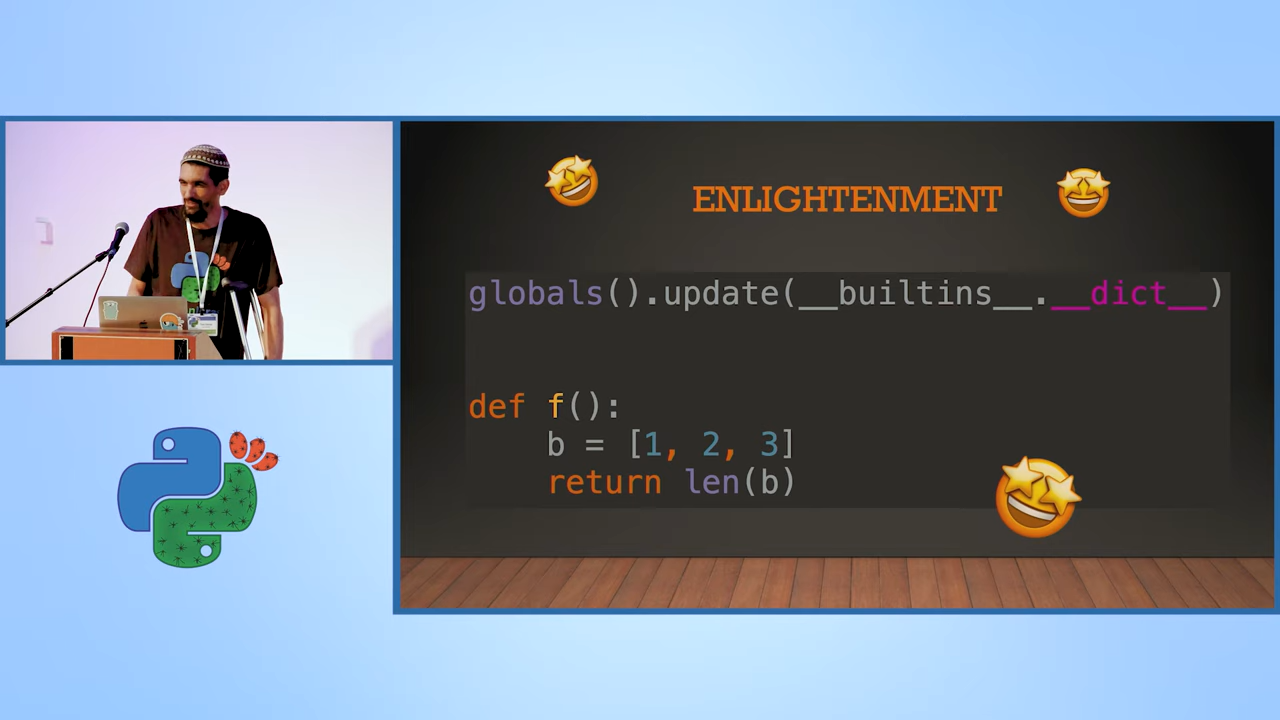 ENLIGHTENMENT
globals().update(__builtins__.__dict__)
def f():
    b = [1, 2, 3]
    return len(b)